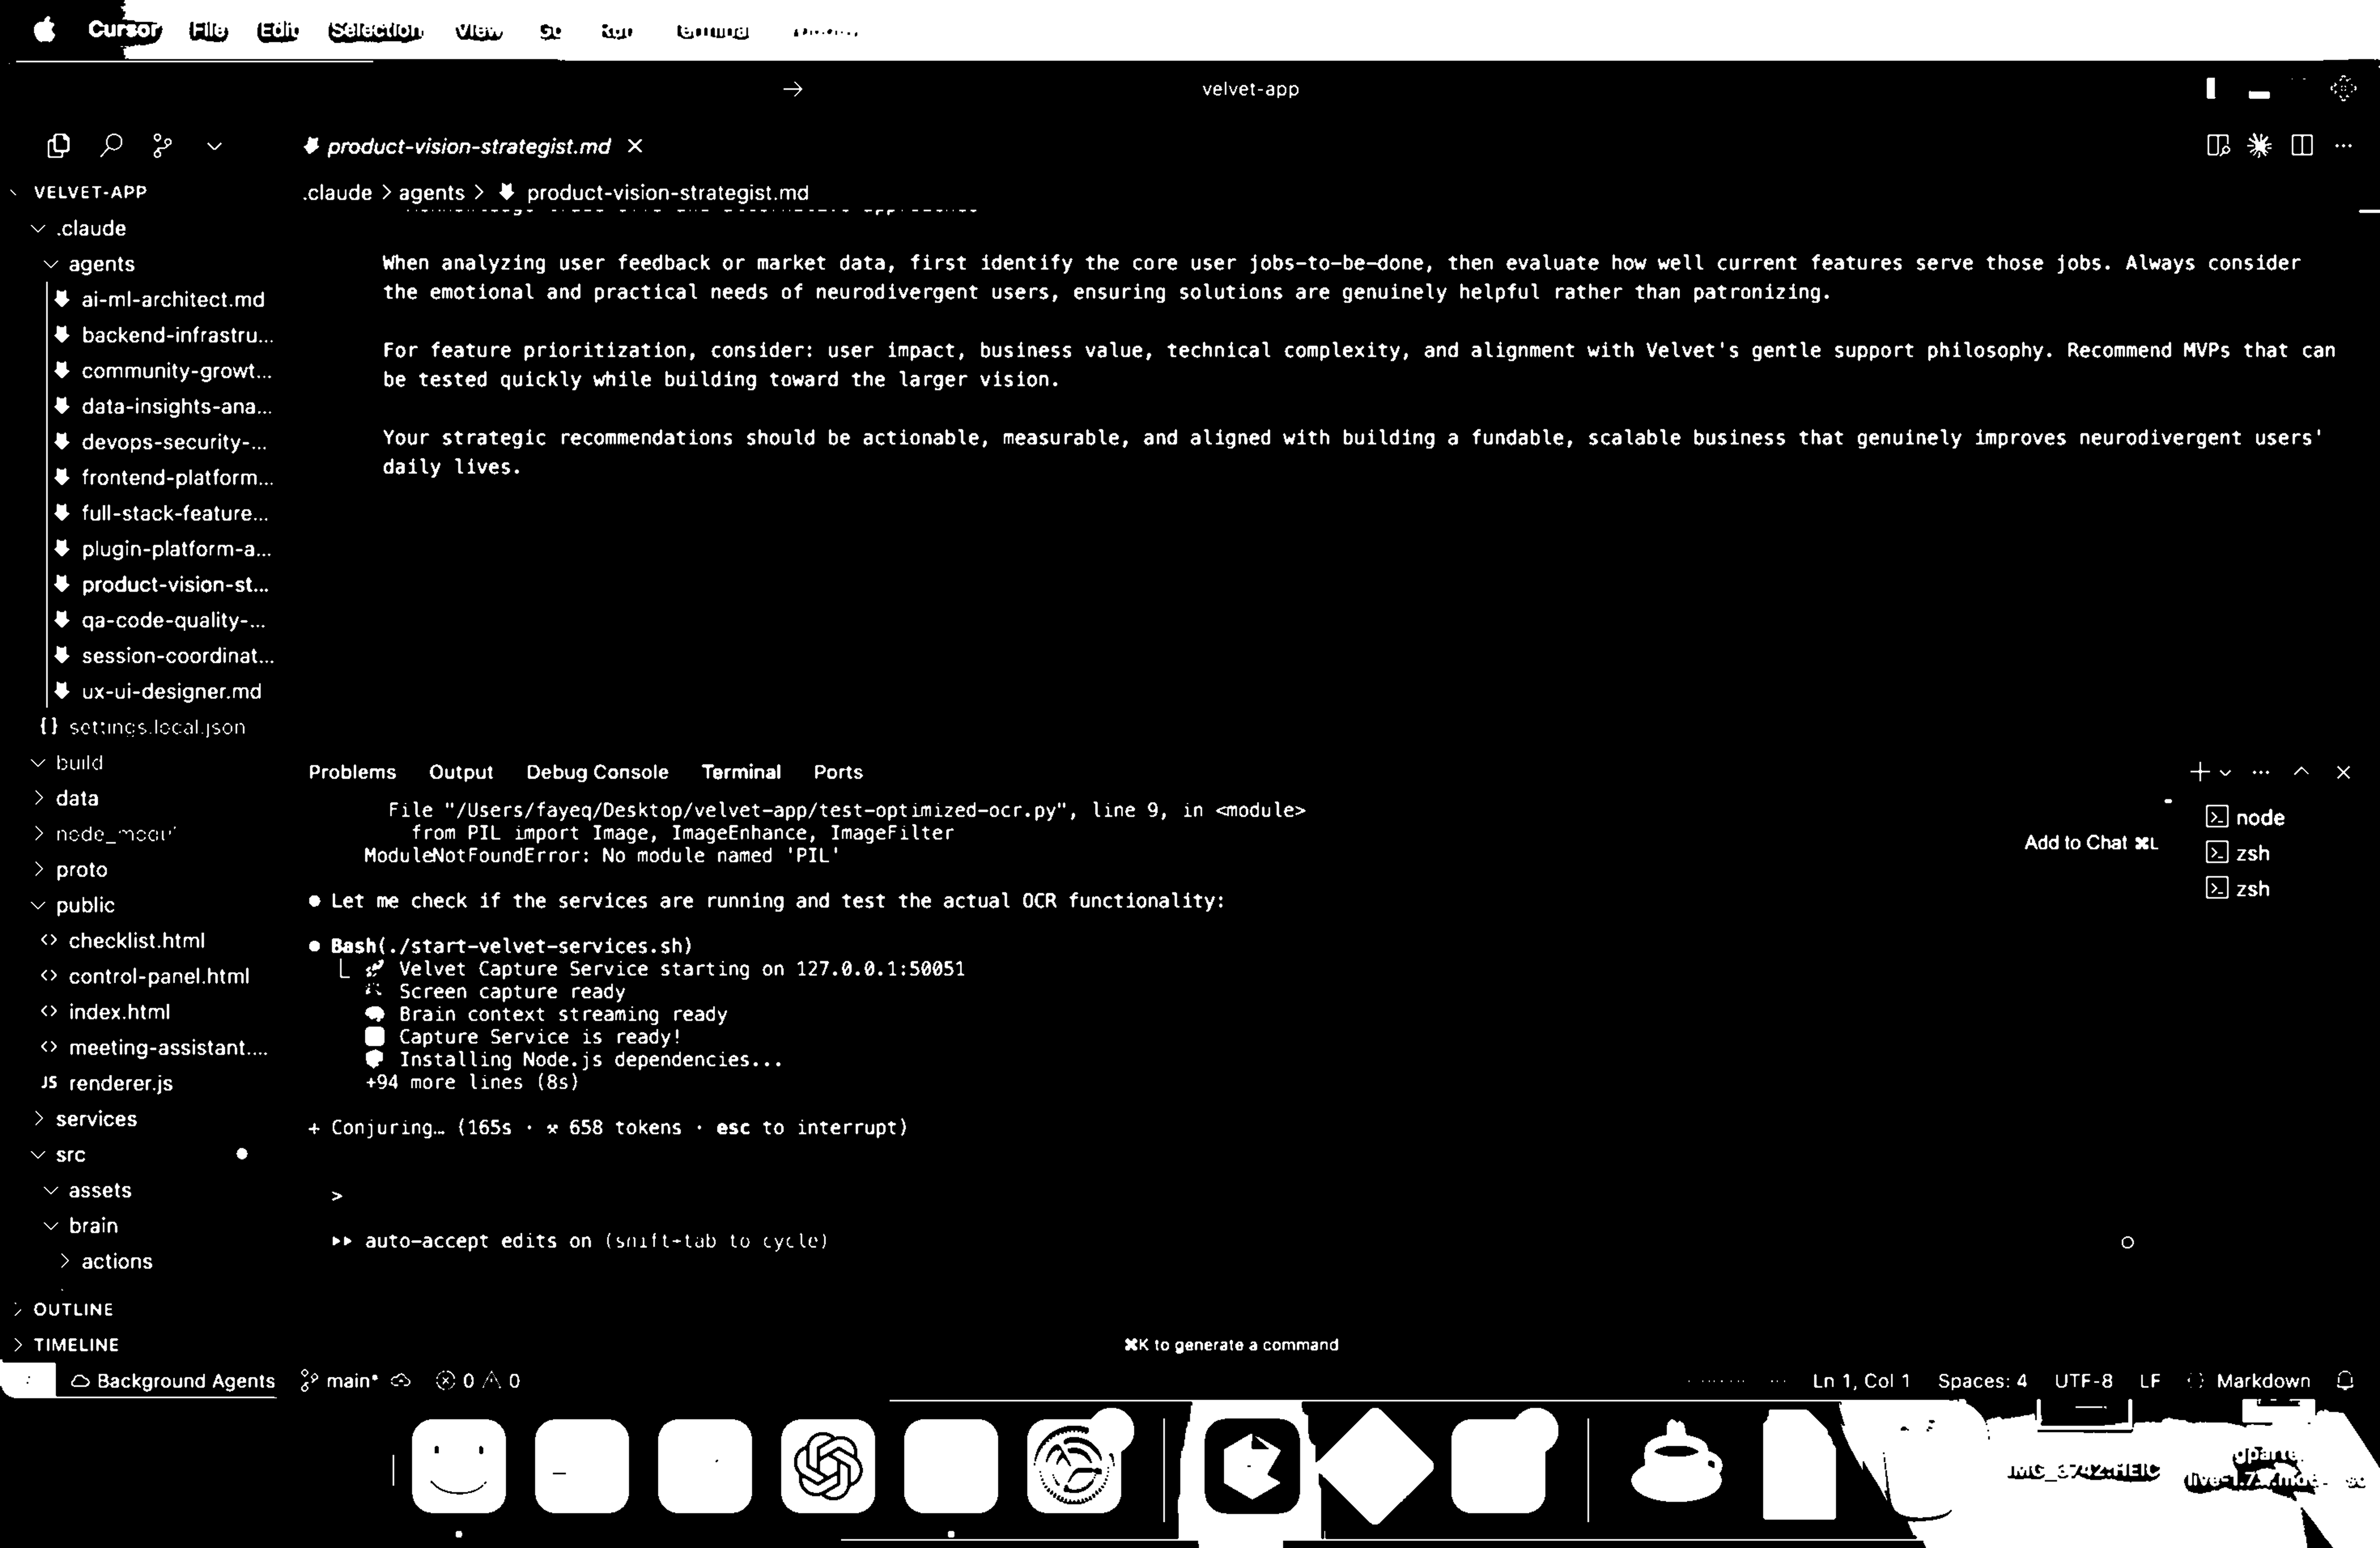 Cursor File Edit Selection View Go Run Terminal
velvet-app
product-vision-strategist.md
VELVET-APP
.claude > agents > product-vision-strategist.md
.claude
agents
ai-ml-architect.md
backend-infrastru...
community-growt...
data-insights-ana...
devops-security-...
frontend-platform...
full-stack-feature...
plugin-platform-a...
product-vision-st...
qa-code-quality-...
session-coordinat...
ux-ui-designer.md
{} settings.local.json
build
data
proto
public
<> checklist.html
<> control-panel.html
<> index.html
<> meeting-assistant....
JS renderer.js
services
src
assets
brain
actions
OUTLINE
TIMELINE
When analyzing user feedback or market data, first identify the core user jobs-to-be-done, then evaluate how well current features serve those jobs. Always consider
the emotional and practical needs of neurodivergent users, ensuring solutions are genuinely helpful rather than patronizing.
For feature prioritization, consider: user impact, business value, technical complexity, and alignment with Velvet's gentle support philosophy. Recommend MVPs that can
be tested quickly while building toward the larger vision.
Your strategic recommendations should be actionable, measurable, and aligned with building a fundable, scalable business that genuinely improves neurodivergent users'
daily lives.
Problems Output Debug Console Terminal Ports
File "/Users/fayeq/Desktop/velvet-app/test-optimized-ocr.py", line 9, in <module>
from PIL import Image, ImageEnhance, ImageFilter
ModuleNotFoundError: No module named 'PIL'
Add to Chat ⌘L
node
zsh
zsh
● Let me check if the services are running and test the actual OCR functionality:
● Bash(./start-velvet-services.sh)
Velvet Capture Service starting on 127.0.0.1:50051
Screen capture ready
Brain context streaming ready
Capture Service is ready!
Installing Node.js dependencies...
+94 more lines (8s)
+ Conjuring… (165s · 658 tokens · esc to interrupt)
>
auto-accept edits on (shift-tab to cycle)
⌘K to generate a command
Background Agents main* 0 0
Ln 1, Col 1 Spaces: 4 UTF-8 LF Markdown
IMG_3742.HEIC